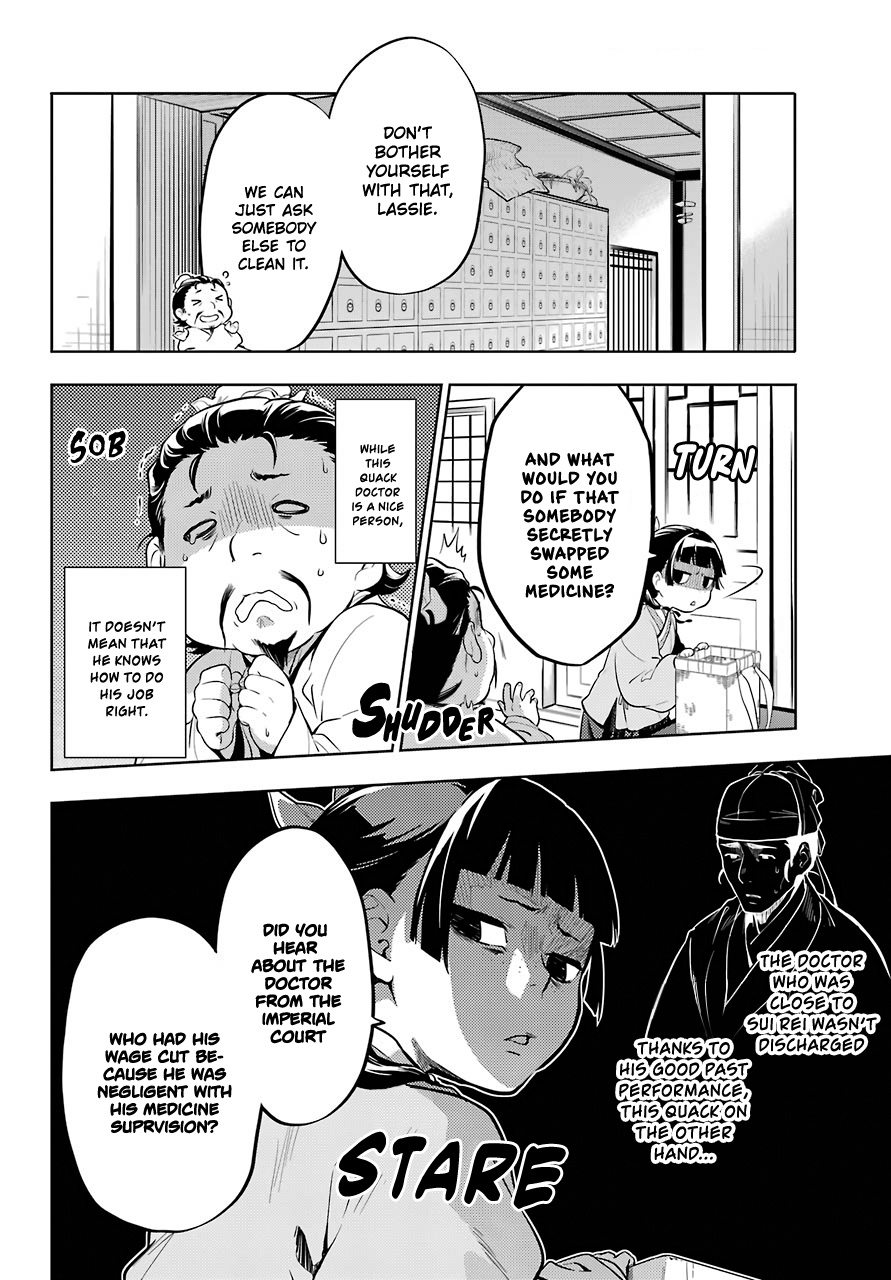 DON'T
BOTHER
YOURSELF
WITH THAT,
LASSIE.
WE CAN
JUST ASK
SOMEBODY
ELSE TO
CLEAN IT.
TURN
AND WHAT
WOULD YOU
DO IF THAT
SOMEBODY
SECRETLY
SWAPPED
SOME
MEDICINE?
SHUDDER
WHILE
THIS
QUACK
DOCTOR
IS A NICE
PERSON,
SOB
IT DOESN'T
MEAN THAT
HE KNOWS
HOW TO DO
HIS JOB
RIGHT.
THE DOCTOR
WHO WAS
CLOSE TO
SUI REI WASN'T
DISCHARGED
THANKS TO
HIS GOOD PAST
PERFORMANCE,
THIS QUACK ON
THE OTHER
HAND...
DID YOU
HEAR
ABOUT THE
DOCTOR
FROM THE
IMPERIAL
COURT
WHO HAD HIS
WAGE CUT BE-
CAUSE HE WAS
NEGLIGENT WITH
HIS MEDICINE
SUPRVISION?
STARE